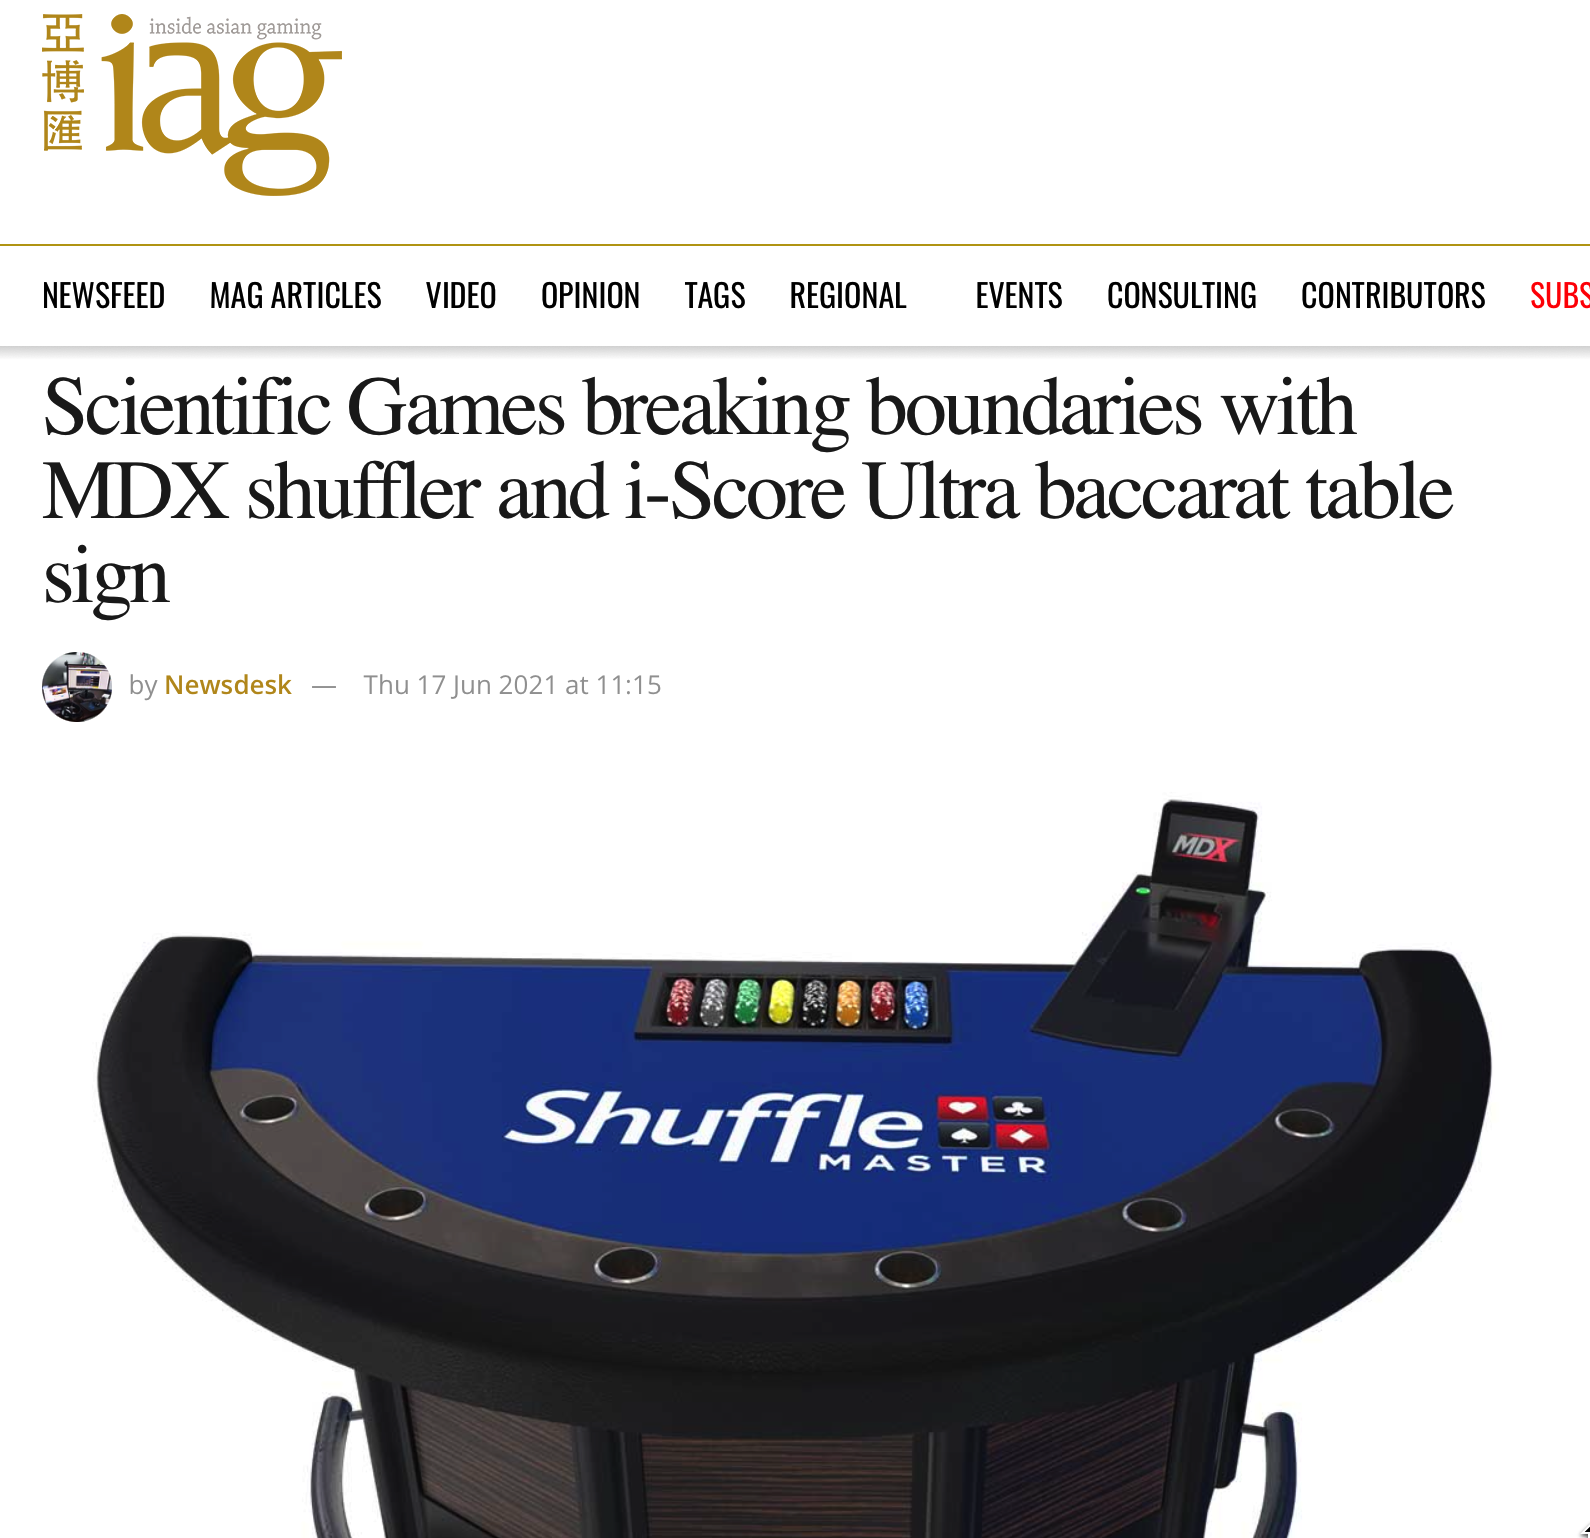 亞博匯
inside asian gaming
iag
NEWSFEED MAG ARTICLES VIDEO OPINION TAGS REGIONAL EVENTS CONSULTING CONTRIBUTORS SUBS
Scientific Games breaking boundaries with
MDX shuffler and i-Score Ultra baccarat table
sign
by Newsdesk — Thu 17 Jun 2021 at 11:15
MDX
Shuffle
MASTER